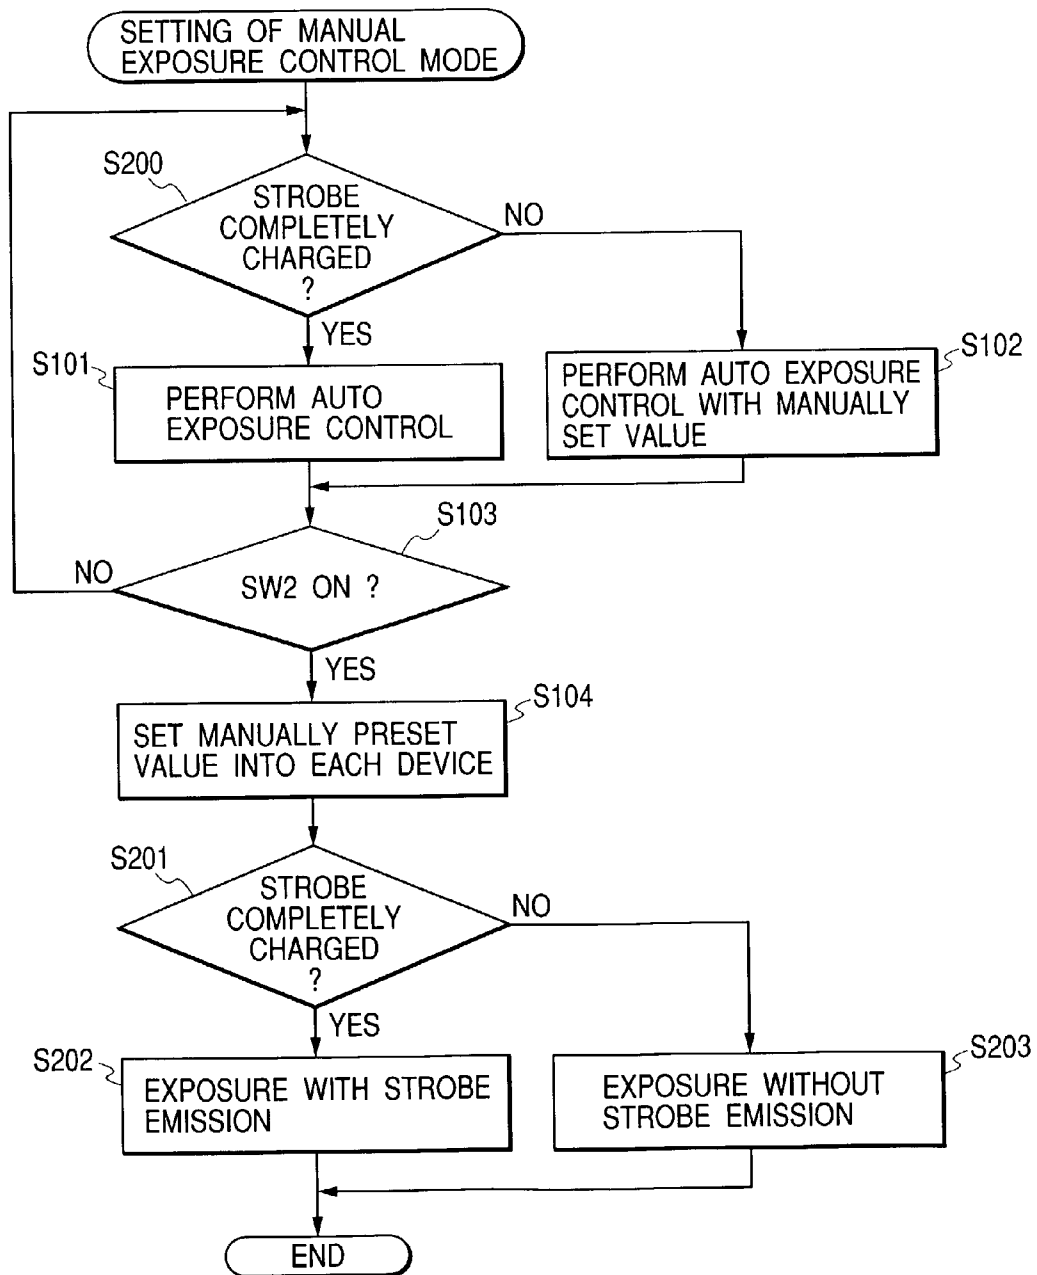 SETTING OF MANUAL
EXPOSURE CONTROL MODE
S200
STROBE
COMPLETELY
CHARGED
?
NO
YES
S101
PERFORM AUTO
EXPOSURE CONTROL
S102
PERFORM AUTO EXPOSURE
CONTROL WITH MANUALLY
SET VALUE
S103
NO
SW2 ON ?
YES
S104
SET MANUALLY PRESET
VALUE INTO EACH DEVICE
S201
STROBE
COMPLETELY
CHARGED
?
NO
YES
S202
EXPOSURE WITH STROBE
EMISSION
S203
EXPOSURE WITHOUT
STROBE EMISSION
END